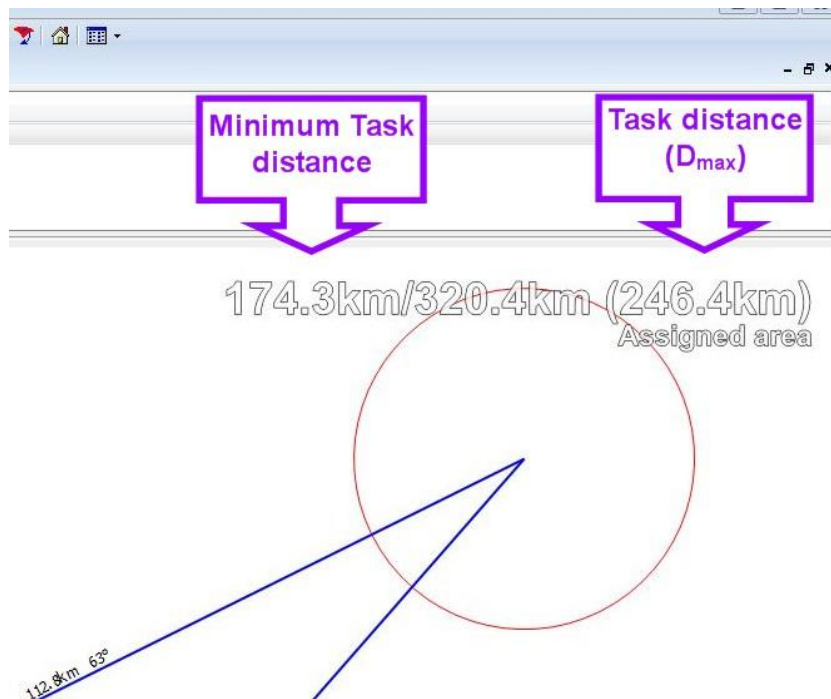 Minimum Task
distance
Task distance
(Dmax)
174.3km/320.4km (246.4km)
Assigned area
112.8km 63°